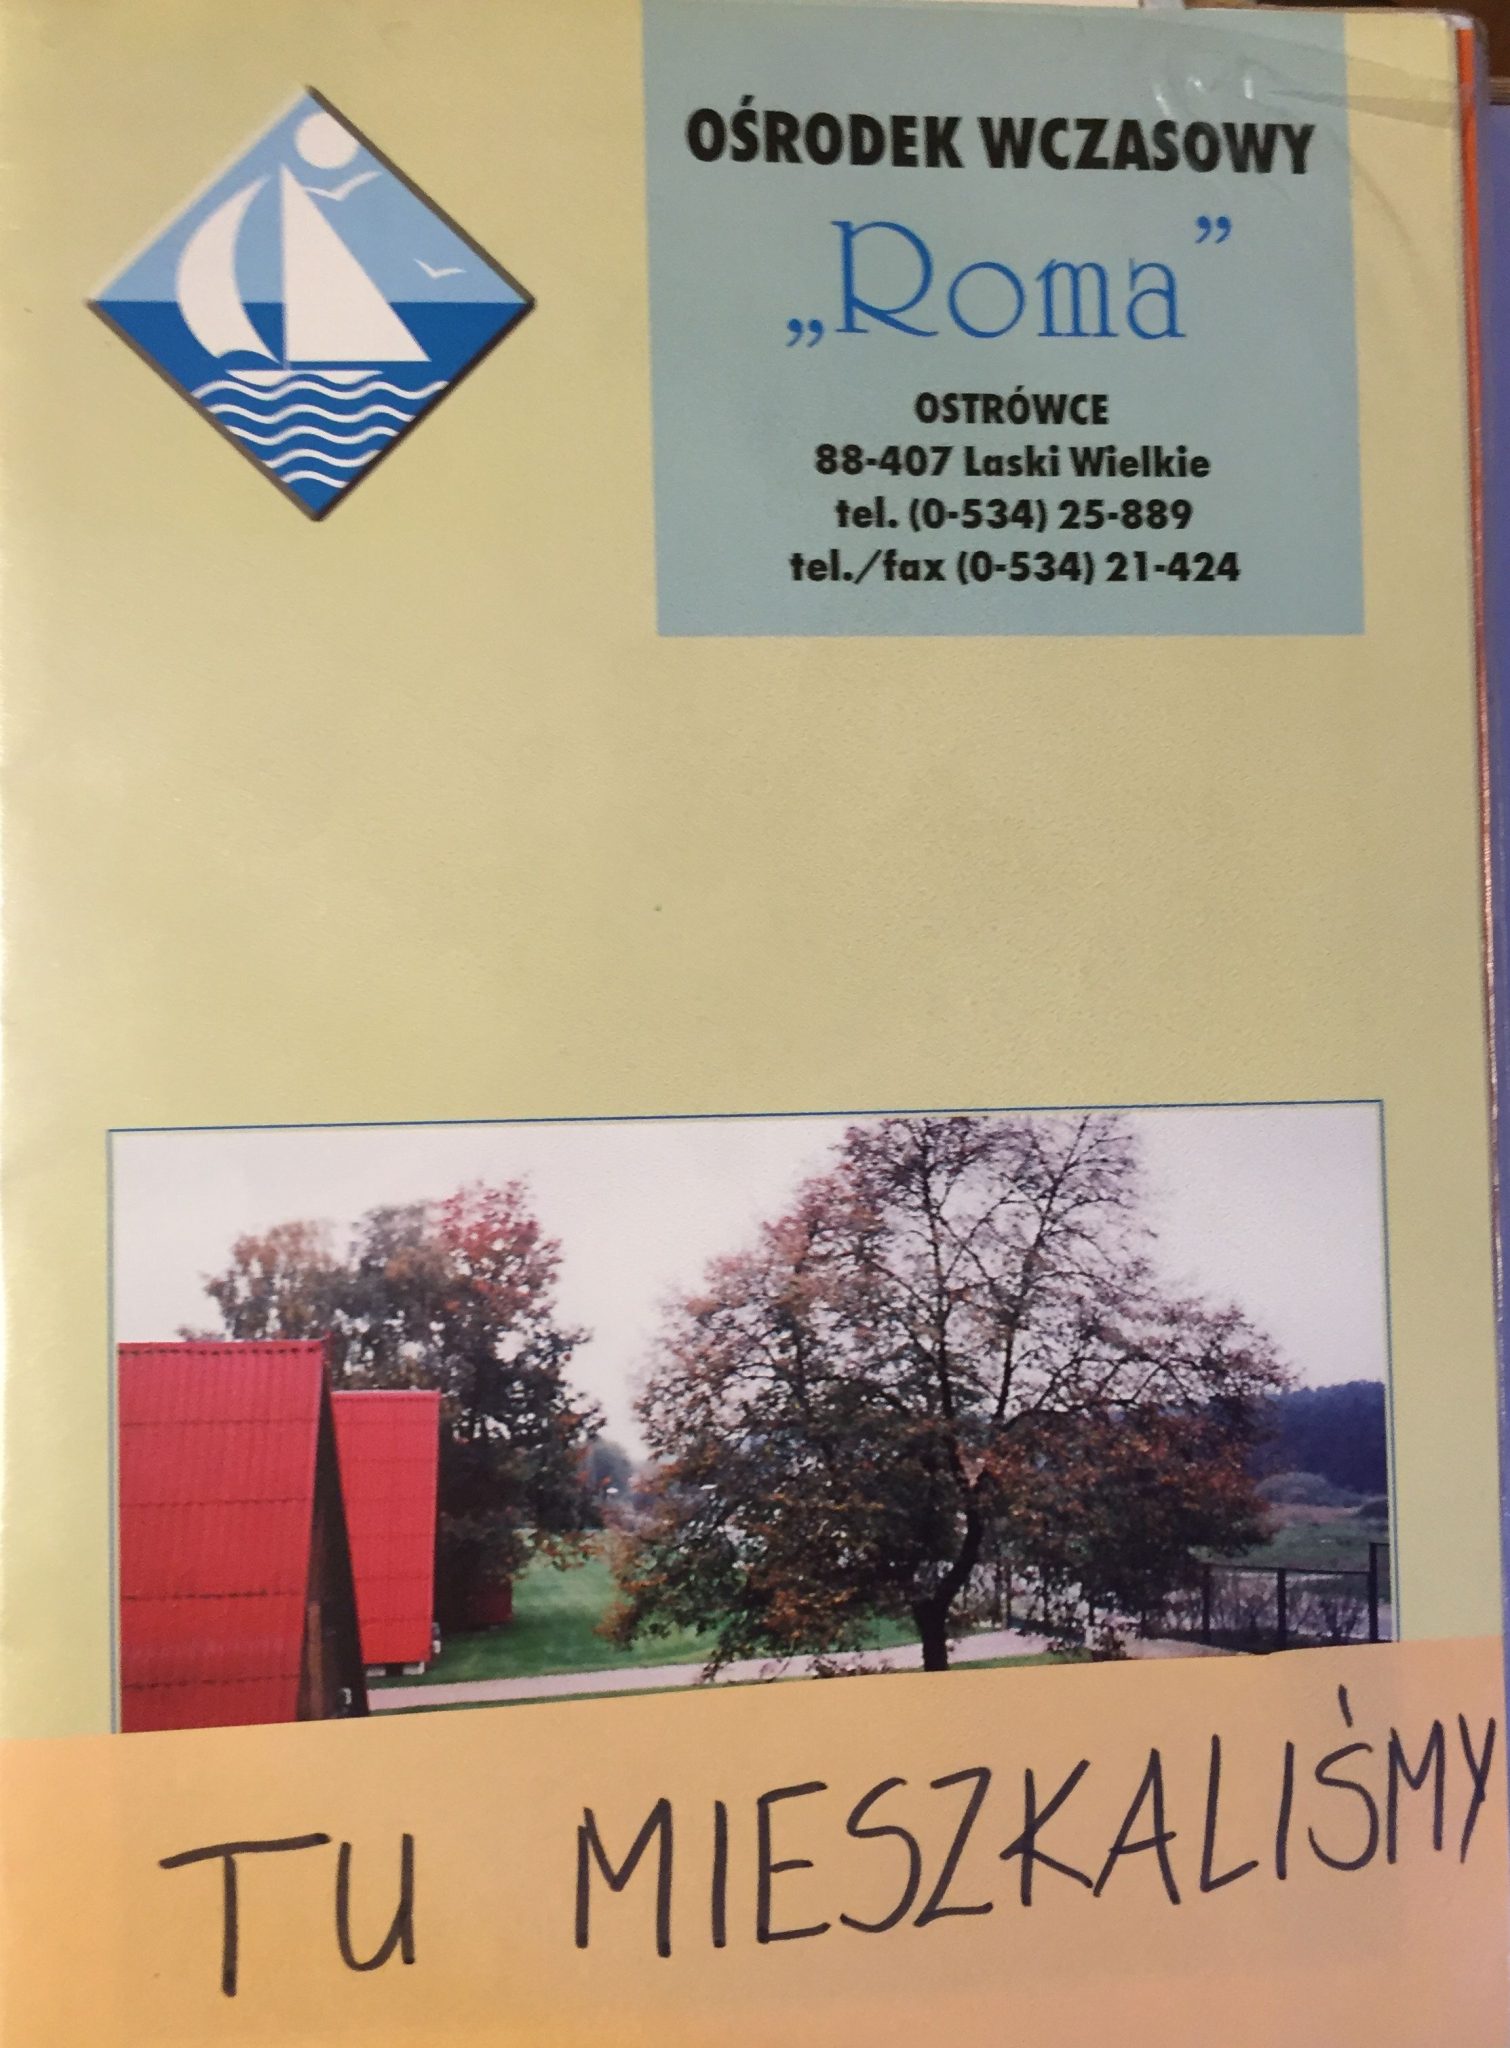 OŚRODEK WCZASOWY
„Roma”
OSTRÓWCE
88-407 Laski Wielkie
tel. (0-534) 25-889
tel./fax (0-534) 21-424
TU MIESZKALIŚMY